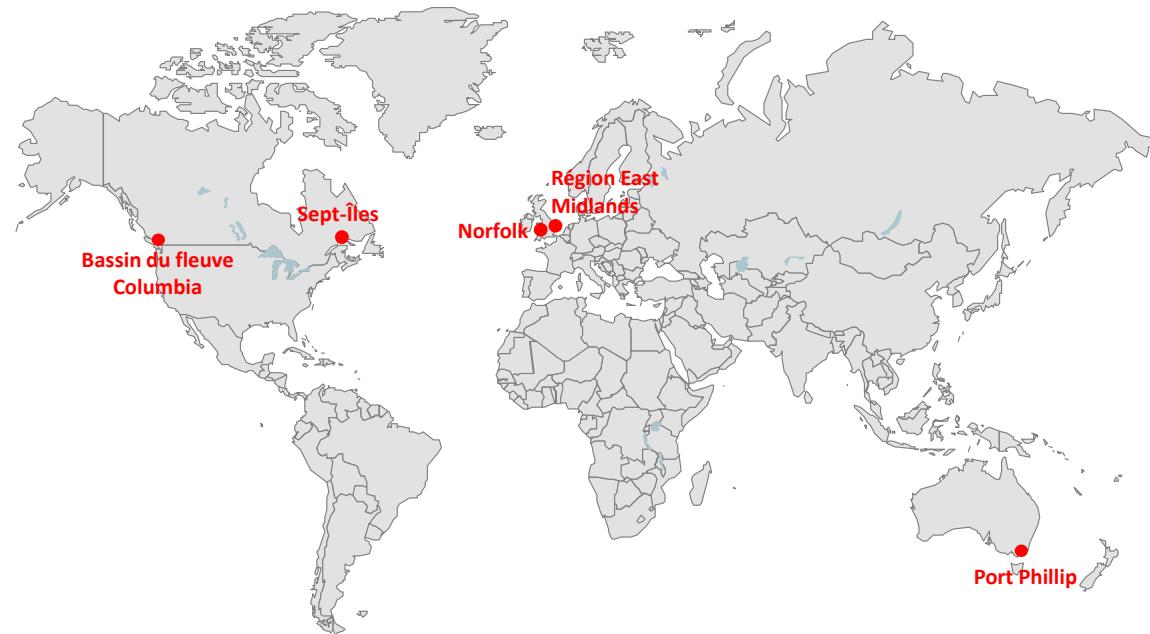 Région East
Midlands
Sept-Îles
Norfolk
Bassin du fleuve
Columbia
Port Phillip